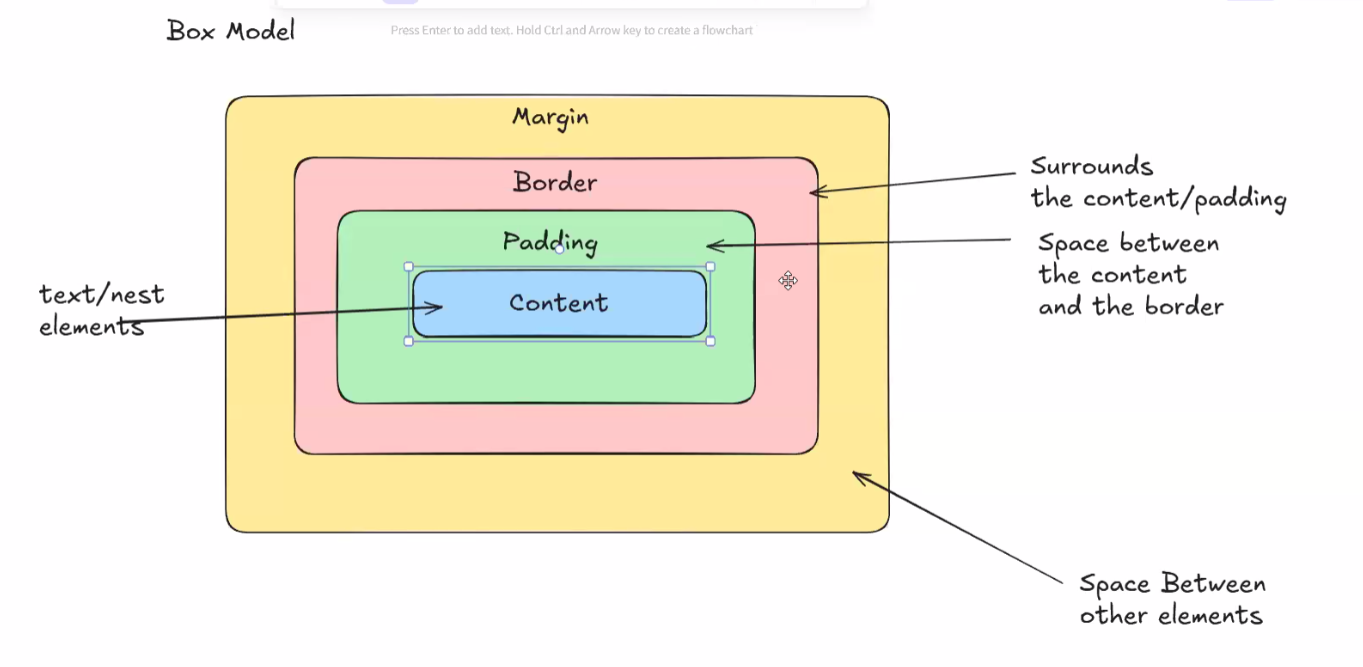 Box Model
Press Enter to add text. Hold Ctrl and Arrow key to create a flowchart
Margin
Border
Padding
Content
text/nest
elements
Surrounds
the content/padding
Space between
the content
and the border
Space Between
other elements